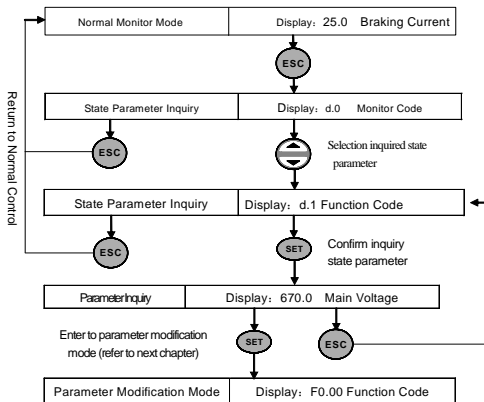 Normal Monitor Mode
Display: 25.0 Braking Current
ESC
State Parameter Inquiry
Display: d.0 Monitor Code
ESC
Selection inquired state
parameter
Return to Normal Control
State Parameter Inquiry
Display: d.1 Function Code
ESC
SET
Confirm inquiry
state parameter
ParameterInquiry
Display: 670.0 Main Voltage
Enter to parameter modification
mode (refer to next chapter)
SET
ESC
Parameter Modification Mode
Display: F0.00 Function Code